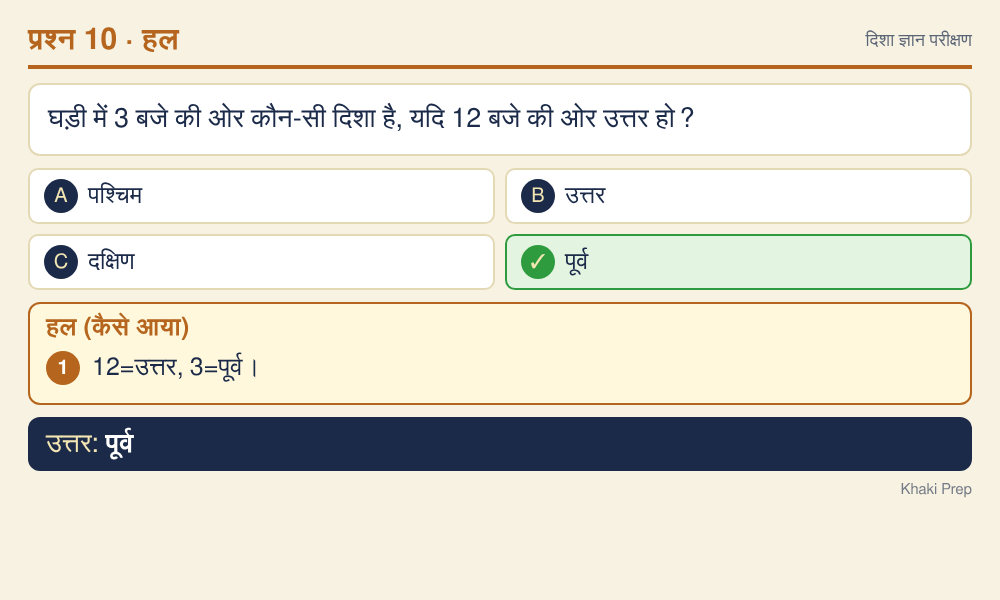 प्रश्न 10 · हल
दिशा ज्ञान परीक्षण
घड़ी में 3 बजे की ओर कौन-सी दिशा है, यदि 12 बजे की ओर उत्तर हो ?
A पश्चिम
B उत्तर
C दक्षिण
✓ पूर्व
हल (कैसे आया)
1 12=उत्तर, 3=पूर्व।
उत्तर: पूर्व
Khaki Prep